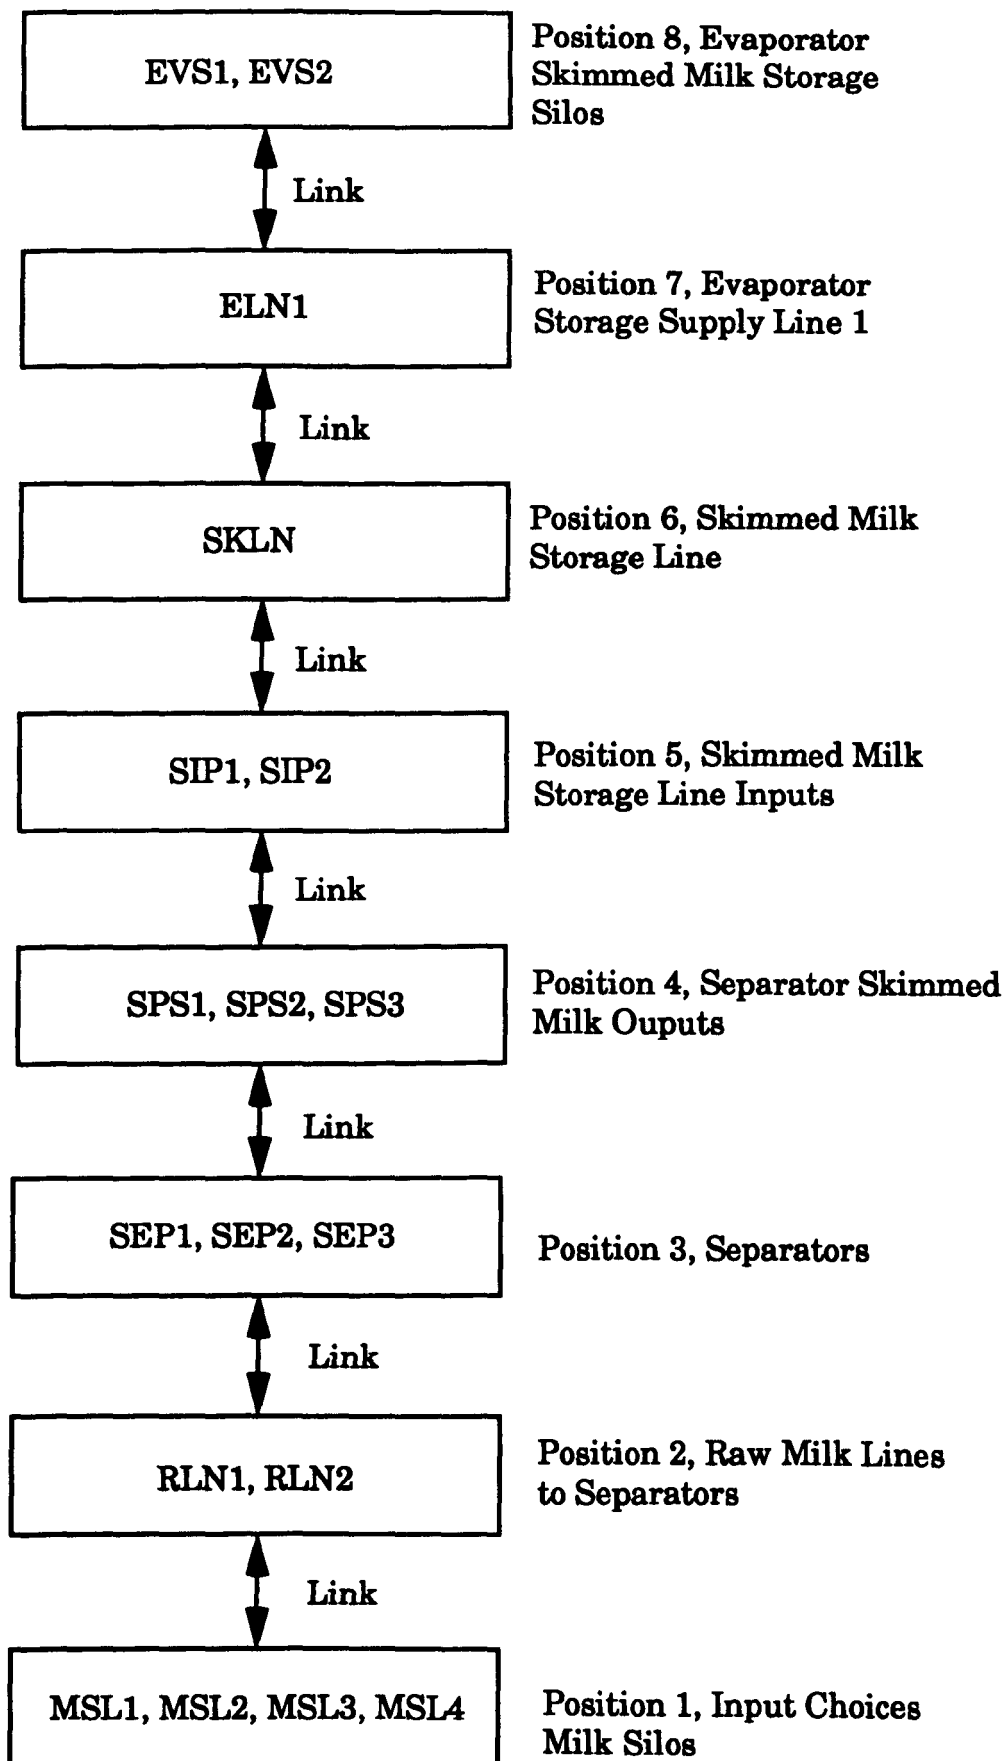 EVS1, EVS2
Position 8, Evaporator
Skimmed Milk Storage
Silos
Link
ELN1
Position 7, Evaporator
Storage Supply Line 1
Link
SKLN
Position 6, Skimmed Milk
Storage Line
Link
SIP1, SIP2
Position 5, Skimmed Milk
Storage Line Inputs
Link
SPS1, SPS2, SPS3
Position 4, Separator Skimmed
Milk Ouputs
Link
SEP1, SEP2, SEP3
Position 3, Separators
Link
RLN1, RLN2
Position 2, Raw Milk Lines
to Separators
Link
MSL1, MSL2, MSL3, MSL4
Position 1, Input Choices
Milk Silos